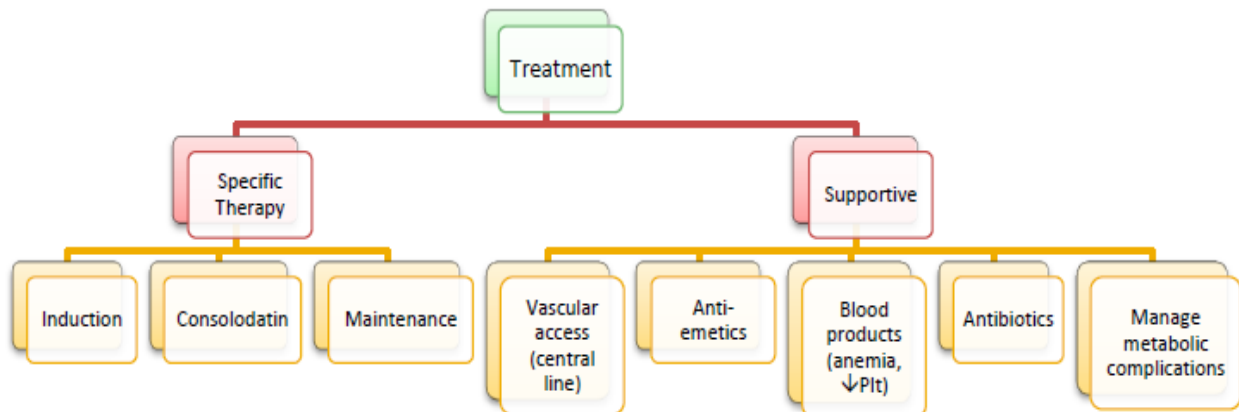 Treatment
Specific
Therapy
Supportive
Induction
Consolodatin
Maintenance
Vascular
access
(central
line)
Anti-
emetics
Blood
products
(anemia,
↓Plt)
Antibiotics
Manage
metabolic
complications